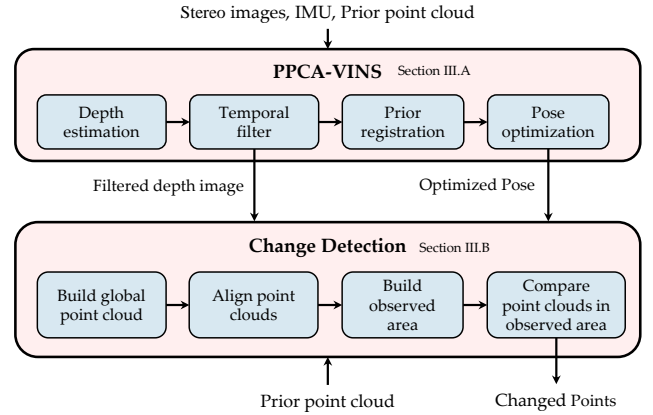 Stereo images, IMU, Prior point cloud
PPCA-VINS Section III.A
Depth
estimation
Temporal
filter
Prior
registration
Pose
optimization
Filtered depth image
Optimized Pose
Change Detection Section III.B
Build global
point cloud
Align point
clouds
Build
observed
area
Compare
point clouds in
observed area
Prior point cloud
Changed Points